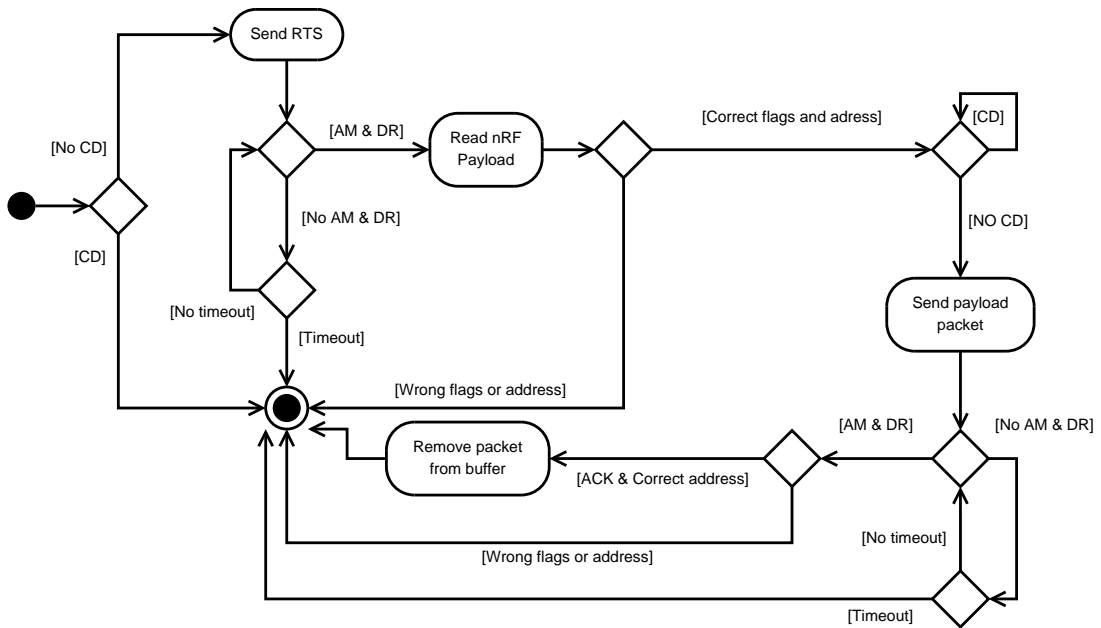 Send RTS
[AM & DR]
[Correct flags and adress]
[CD]
Read nRF
Payload
[No CD]
[No AM & DR]
[NO CD]
[CD]
[No timeout]
Send payload
packet
[Timeout]
[Wrong flags or address]
[AM & DR]
[No AM & DR]
Remove packet
from buffer
[ACK & Correct address]
[No timeout]
[Wrong flags or address]
[Timeout]